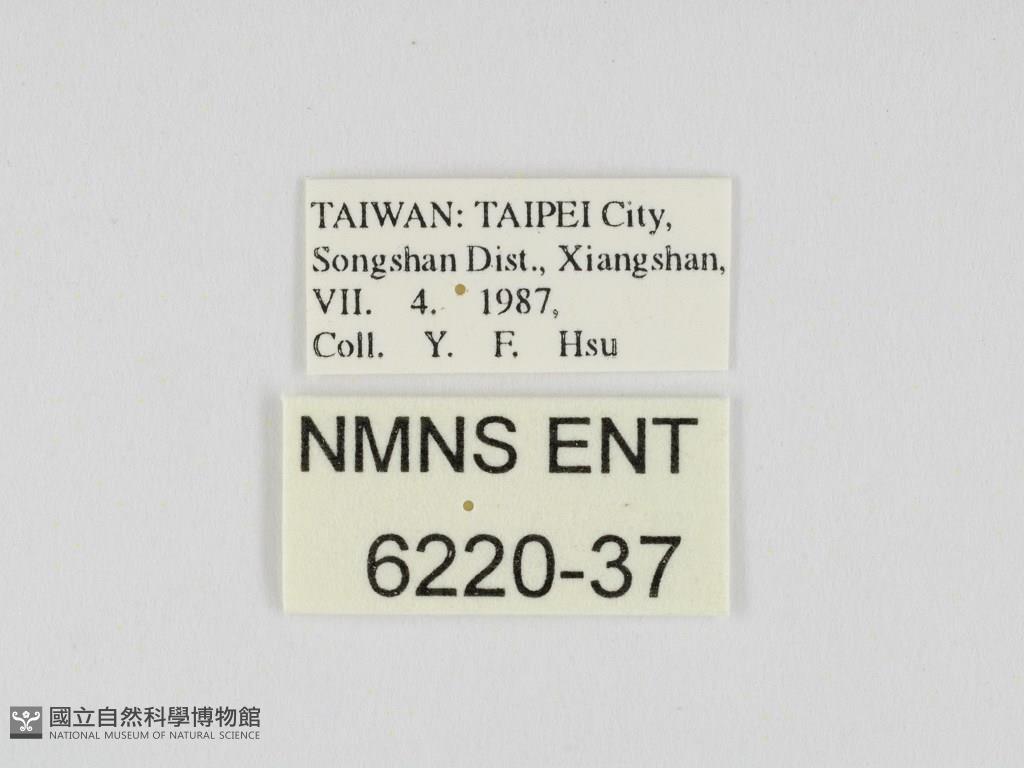 TAIWAN: TAIPEI City,
Songshan Dist., Xiangshan,
VII. 4. 1987,
Coll. Y. F. Hsu
NMNS ENT
6220-37
國立自然科學博物館
NATIONAL MUSEUM OF NATURAL SCIENCE